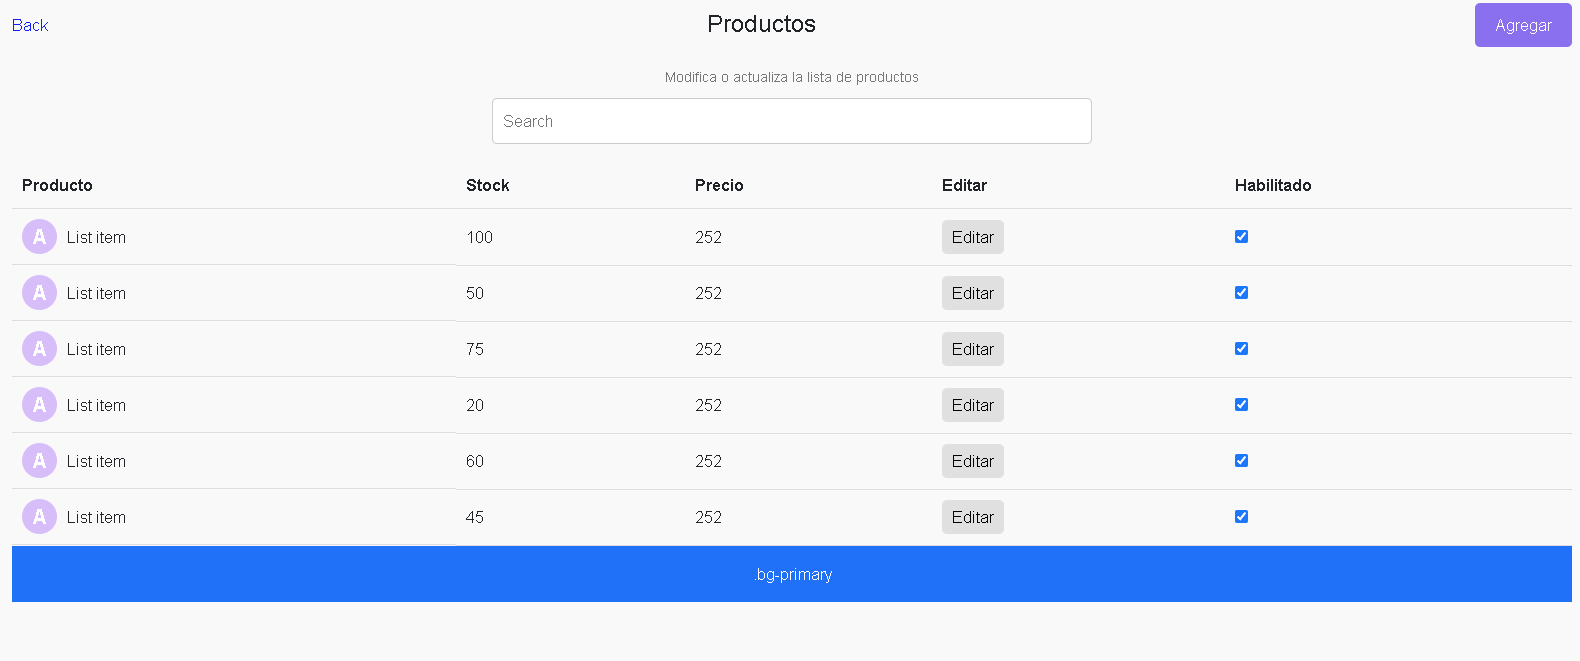 Back Productos Agregar
Modifica o actualiza la lista de productos
Search
Producto Stock Precio Editar Habilitado
A List item 100 252 Editar
A List item 50 252 Editar
A List item 75 252 Editar
A List item 20 252 Editar
A List item 60 252 Editar
A List item 45 252 Editar
.bg-primary